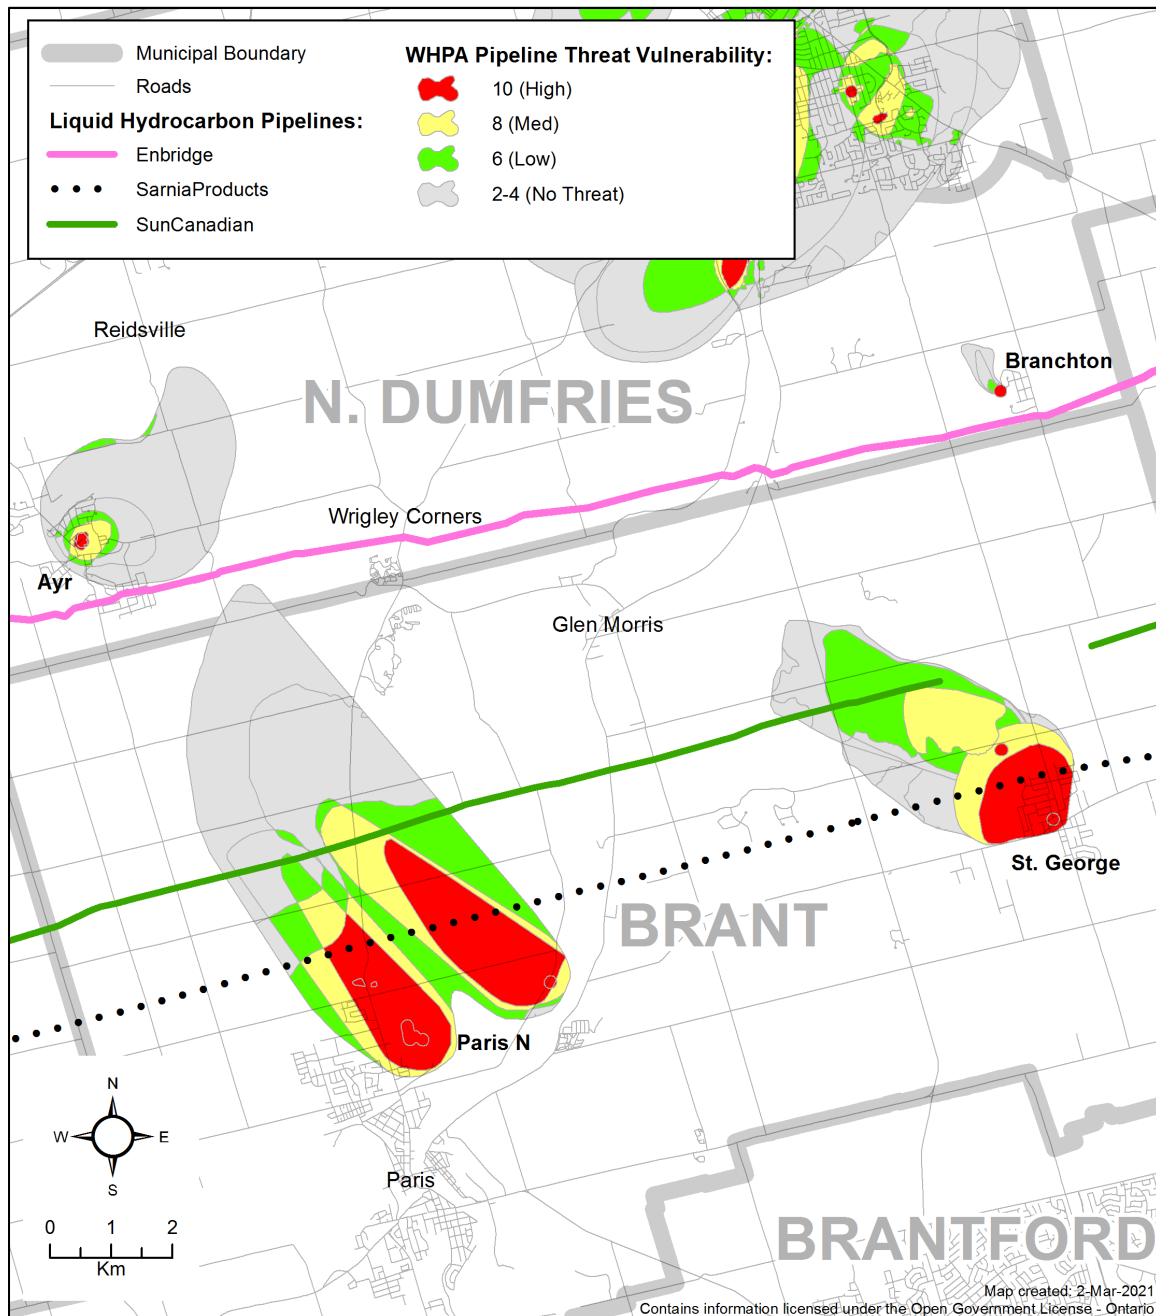 Municipal Boundary
Roads
Liquid Hydrocarbon Pipelines:
Enbridge
SarniaProducts
SunCanadian
WHPA Pipeline Threat Vulnerability:
10 (High)
8 (Med)
6 (Low)
2-4 (No Threat)
Reidsville
Branchton
N. DUMFRIES
Wrigley Corners
Ayr
Glen Morris
St. George
BRANT
Paris N
N
W E
S
Paris
0 1 2
Km
BRANTFORD
Map created: 2-Mar-2021
Contains information licensed under the Open Government License - Ontario